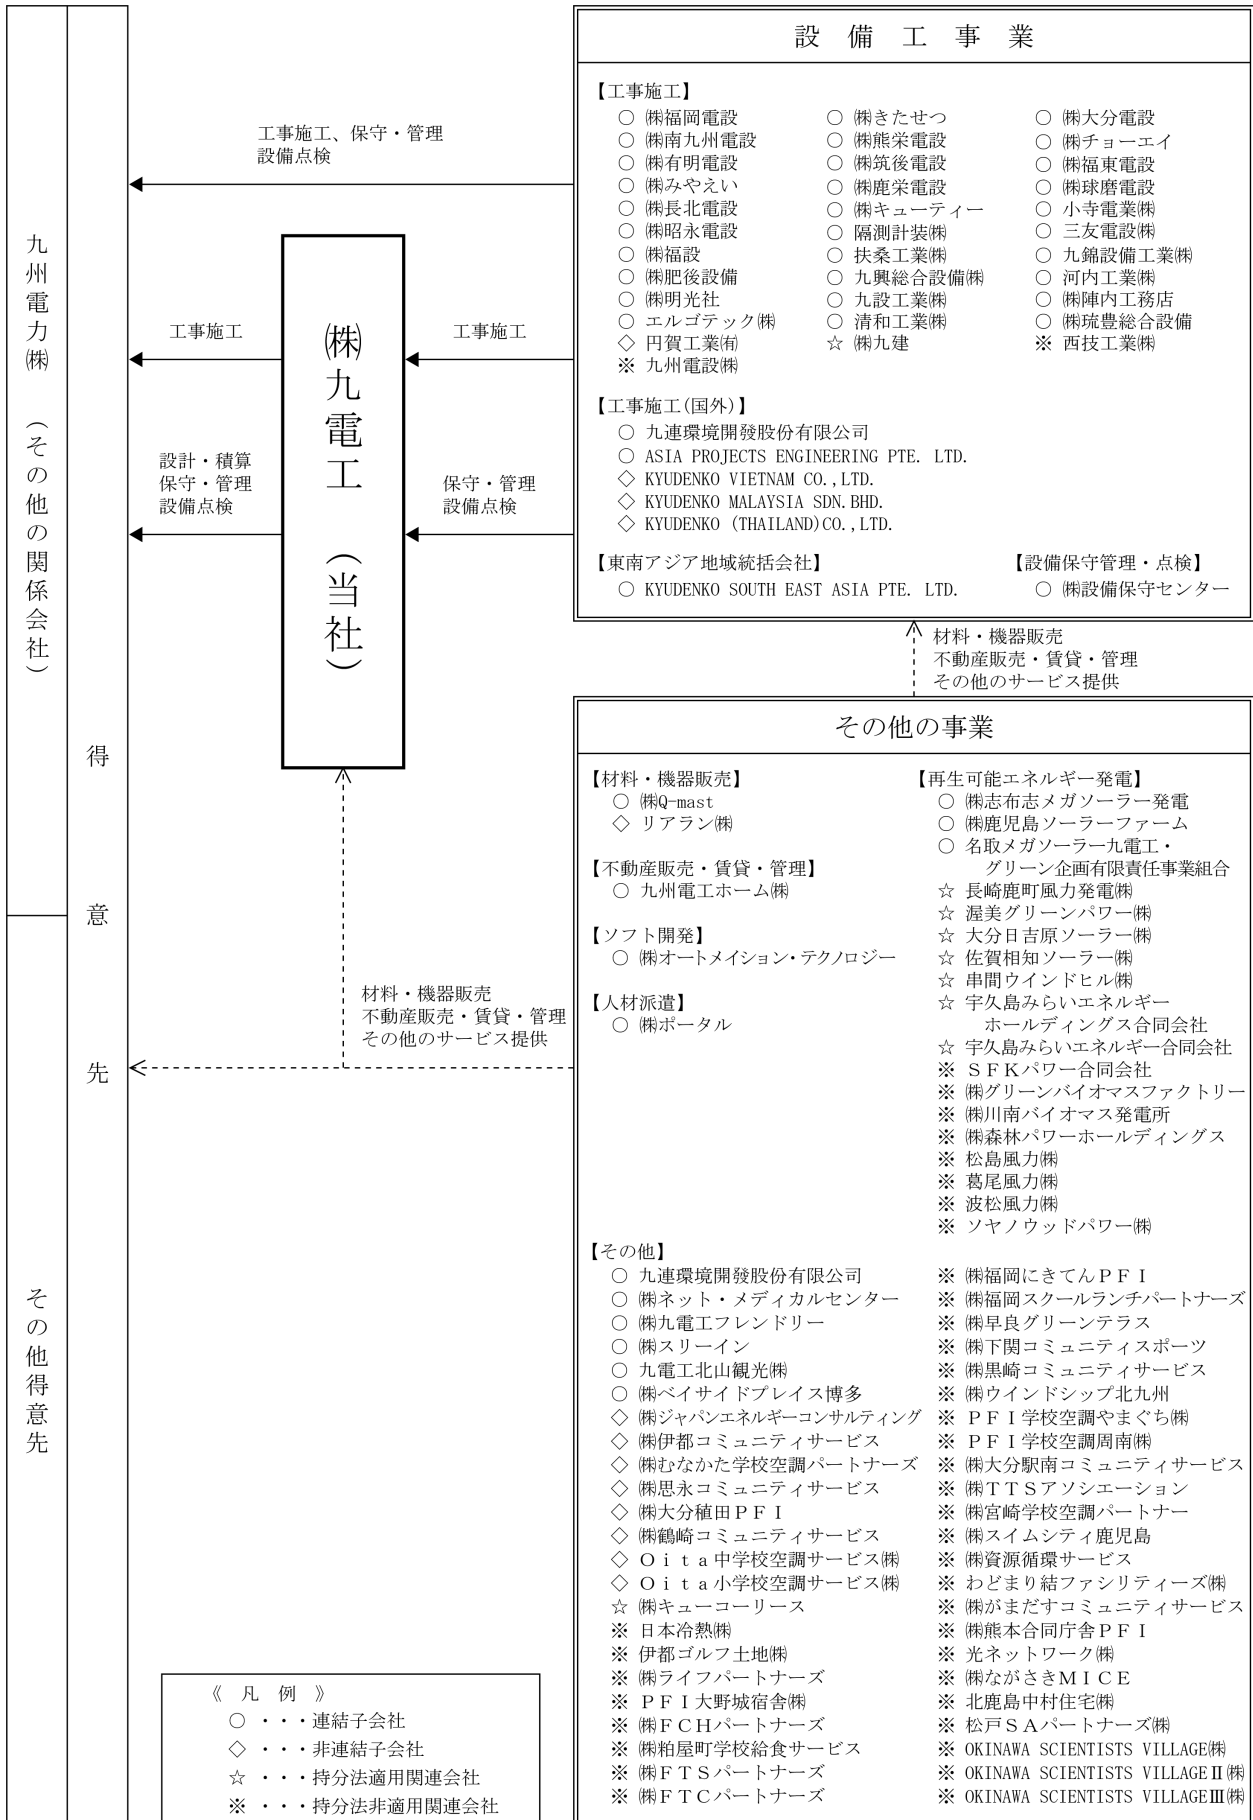 設備工事業
【工事施工】
○ ㈱福岡電設
○ ㈱南九州電設
○ ㈱有明電設
○ ㈱みやえい
○ ㈱長北電設
○ ㈱昭永電設
○ ㈱福設
○ ㈱肥後設備
○ ㈱明光社
○ エルゴテック㈱
◇ 円賀工業㈲
※ 九州電設㈱
○ ㈱きたせつ
○ ㈱熊栄電設
○ ㈱筑後電設
○ ㈱鹿栄電設
○ ㈱キューティー
○ 隔測計装㈱
○ 扶桑工業㈱
○ 九興総合設備㈱
○ 九設工業㈱
○ 清和工業㈱
☆ ㈱九建
○ ㈱大分電設
○ ㈱チョーエイ
○ ㈱福東電設
○ ㈱球磨電設
○ 小寺電業㈱
○ 三友電設㈱
○ 九錦設備工業㈱
○ 河内工業㈱
○ ㈱陣内工務店
○ ㈱琉豊総合設備
※ 西技工業㈱
【工事施工(国外)】
○ 九連環境開發股份有限公司
○ ASIA PROJECTS ENGINEERING PTE. LTD.
◇ KYUDENKO VIETNAM CO.,LTD.
◇ KYUDENKO MALAYSIA SDN.BHD.
◇ KYUDENKO (THAILAND)CO.,LTD.
【東南アジア地域統括会社】
○ KYUDENKO SOUTH EAST ASIA PTE. LTD.
【設備保守管理・点検】
○ ㈱設備保守センター
工事施工、保守・管理
設備点検
工事施工
工事施工
設計・積算
保守・管理
設備点検
保守・管理
設備点検
㈱九電工（当社）
九州電力㈱（その他の関係会社）
得意先
その他得意先
材料・機器販売
不動産販売・賃貸・管理
その他のサービス提供
その他の事業
【材料・機器販売】
○ ㈱Q-mast
◇ リアラン㈱
【不動産販売・賃貸・管理】
○ 九州電工ホーム㈱
【ソフト開発】
○ ㈱オートメイション・テクノロジー
【人材派遣】
○ ㈱ポータル
【再生可能エネルギー発電】
○ ㈱志布志メガソーラー発電
○ ㈱鹿児島ソーラーファーム
○ 名取メガソーラー九電工・
グリーン企画有限責任事業組合
☆ 長崎鹿町風力発電㈱
☆ 渥美グリーンパワー㈱
☆ 大分日吉原ソーラー㈱
☆ 佐賀相知ソーラー㈱
☆ 串間ウインドヒル㈱
☆ 宇久島みらいエネルギー
ホールディングス合同会社
☆ 宇久島みらいエネルギー合同会社
※ ＳＦＫパワー合同会社
※ ㈱グリーンバイオマスファクトリー
※ ㈱川南バイオマス発電所
※ ㈱森林パワーホールディングス
※ 松島風力㈱
※ 葛尾風力㈱
※ 波松風力㈱
※ ソヤノウッドパワー㈱
材料・機器販売
不動産販売・賃貸・管理
その他のサービス提供
【その他】
○ 九連環境開發股份有限公司
○ ㈱ネット・メディカルセンター
○ ㈱九電工フレンドリー
○ ㈱スリーイン
○ 九電工北山観光㈱
○ ㈱ベイサイドプレイス博多
◇ ㈱ジャパンエネルギーコンサルティング
◇ ㈱伊都コミュニティサービス
◇ ㈱むなかた学校空調パートナーズ
◇ ㈱思永コミュニティサービス
◇ ㈱大分稙田ＰＦＩ
◇ ㈱鶴崎コミュニティサービス
◇ Ｏｉｔａ中学校空調サービス㈱
◇ Ｏｉｔａ小学校空調サービス㈱
☆ ㈱キューコーリース
※ 日本冷熱㈱
※ 伊都ゴルフ土地㈱
※ ㈱ライフパートナーズ
※ ＰＦＩ大野城宿舎㈱
※ ㈱ＦＣＨパートナーズ
※ ㈱粕屋町学校給食サービス
※ ㈱ＦＴＳパートナーズ
※ ㈱ＦＴＣパートナーズ
※ ㈱福岡にきてんＰＦＩ
※ ㈱福岡スクールランチパートナーズ
※ ㈱早良グリーンテラス
※ ㈱下関コミュニティスポーツ
※ ㈱黒崎コミュニティサービス
※ ㈱ウインドシップ北九州
※ ＰＦＩ学校空調やまぐち㈱
※ ＰＦＩ学校空調周南㈱
※ ㈱大分駅南コミュニティサービス
※ ㈱ＴＴＳアソシエーション
※ ㈱宮崎学校空調パートナー
※ ㈱スイムシティ鹿児島
※ ㈱資源循環サービス
※ わどまり結ファシリティーズ㈱
※ ㈱がまだすコミュニティサービス
※ ㈱熊本合同庁舎ＰＦＩ
※ 光ネットワーク㈱
※ ㈱ながさきＭＩＣＥ
※ 北鹿島中村住宅㈱
※ 松戸ＳＡパートナーズ㈱
※ OKINAWA SCIENTISTS VILLAGE㈱
※ OKINAWA SCIENTISTS VILLAGEⅡ㈱
※ OKINAWA SCIENTISTS VILLAGEⅢ㈱
《 凡 例 》
○ ・・・連結子会社
◇ ・・・非連結子会社
☆ ・・・持分法適用関連会社
※ ・・・持分法非適用関連会社